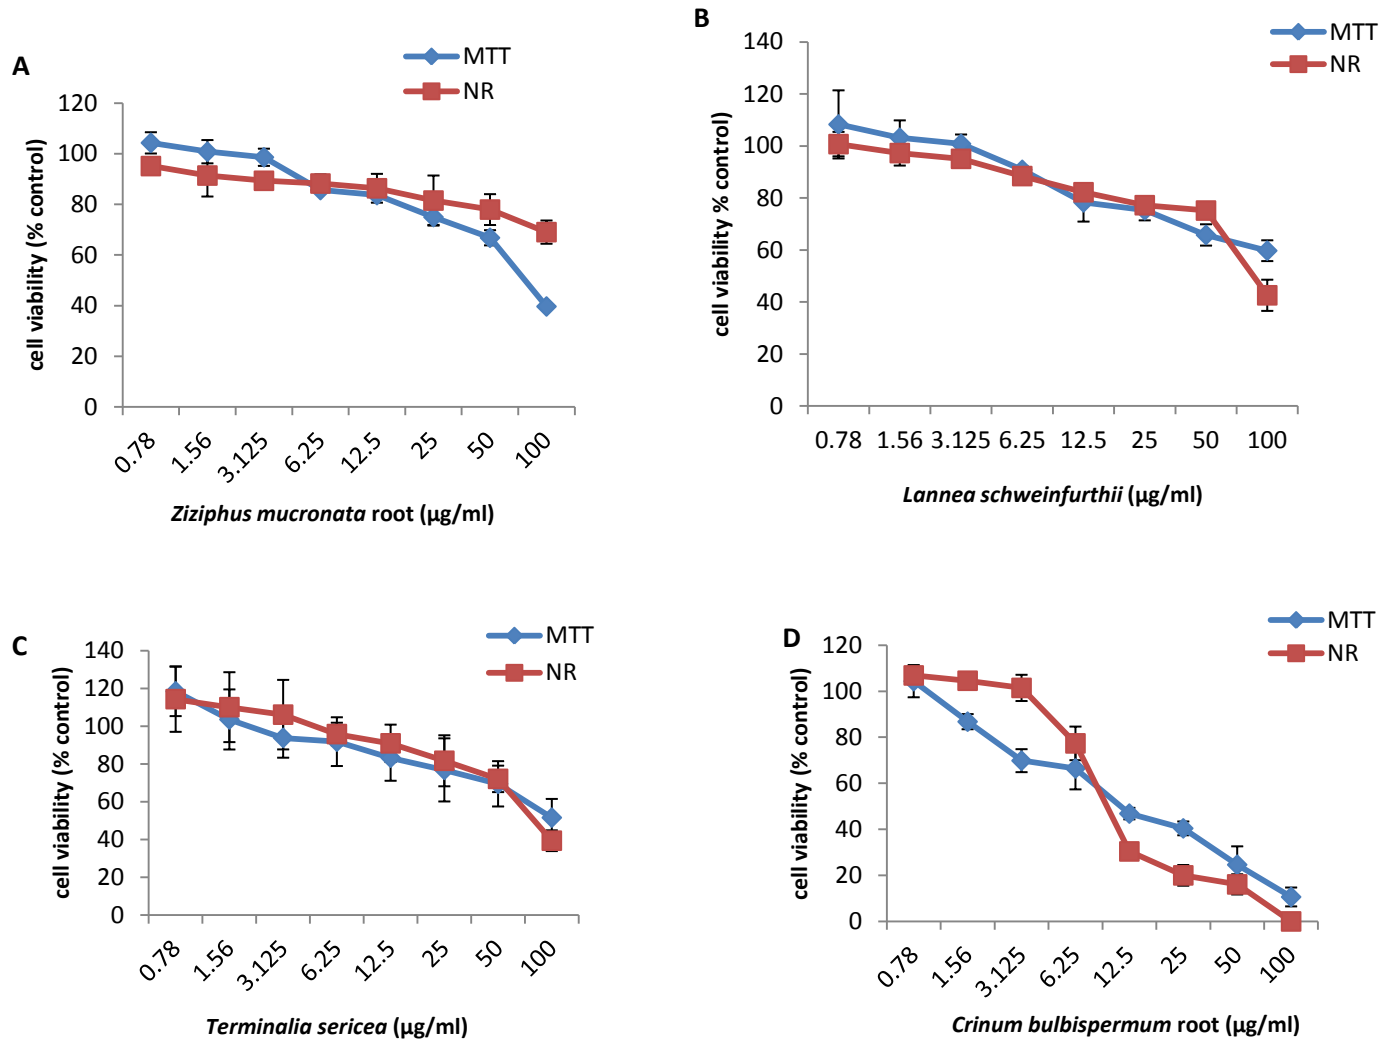 A
MTT
NR
cell viability (% control)
120
100
80
60
40
20
0
0.78 1.56 3.125 6.25 12.5 25 50 100
Ziziphus mucronata root (µg/ml)
B
MTT
NR
cell viability % control)
140
120
100
80
60
40
20
0
0.78 1.56 3.125 6.25 12.5 25 50 100
Lannea schweinfurthii (µg/ml)
C
MTT
NR
cell viability (% control)
140
120
100
80
60
40
20
0
0.78 1.56 3.125 6.25 12.5 25 50 100
Terminalia sericea (µg/ml)
D
MTT
NR
cell viability (% control)
120
100
80
60
40
20
0
0.78 1.56 3.125 6.25 12.5 25 50 100
Crinum bulbispermum root (µg/ml)